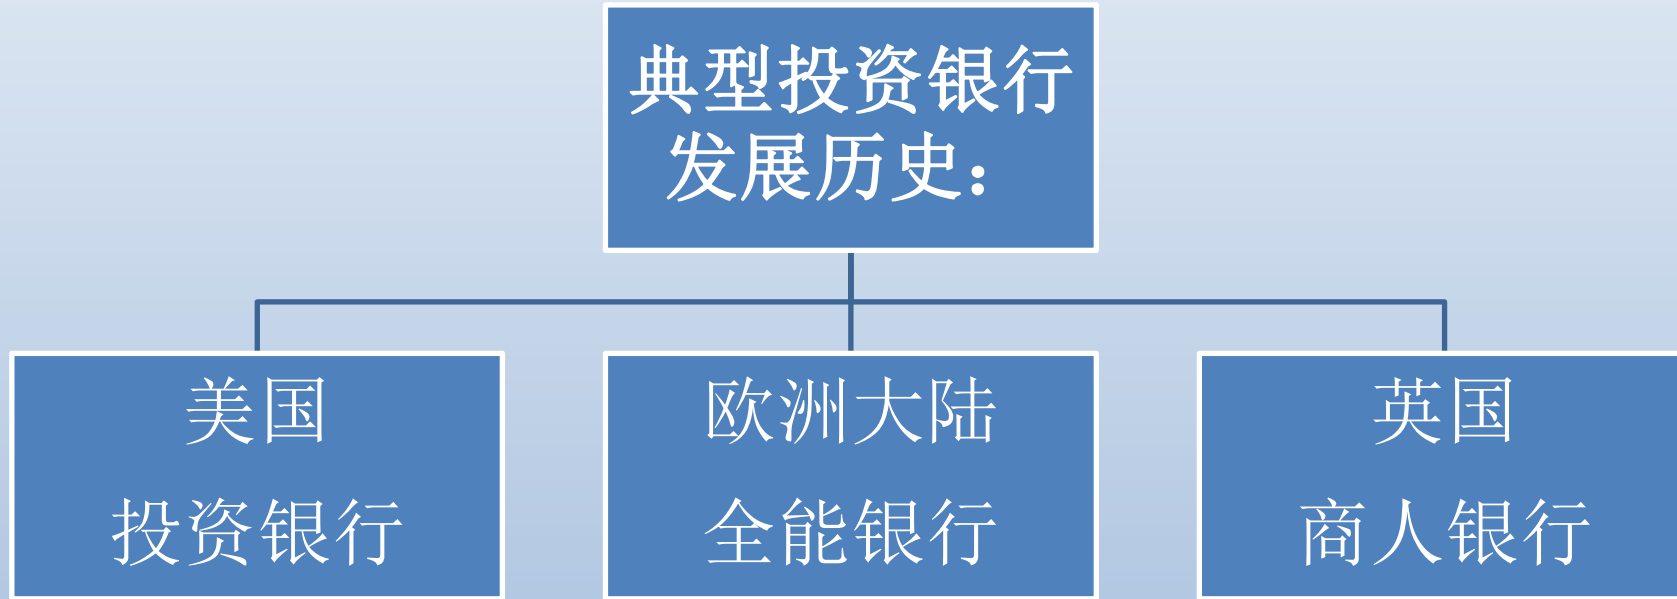 典型投资银行
发展历史：
美国
投资银行
欧洲大陆
全能银行
英国
商人银行